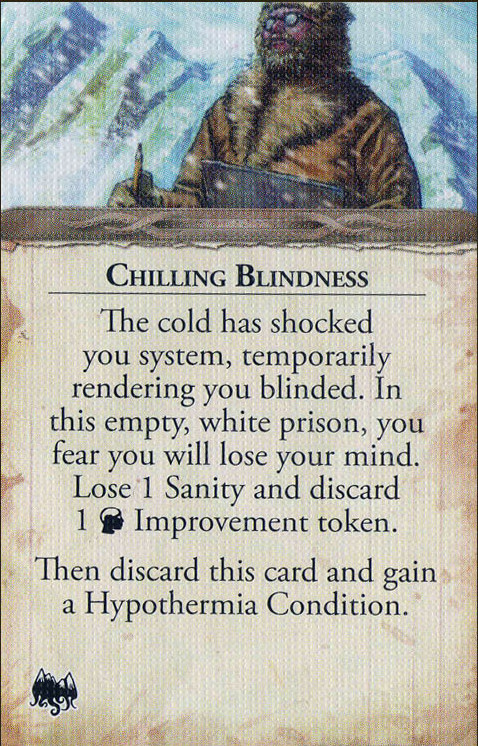 Chilling Blindness
The cold has shocked
you system, temporarily
rendering you blinded. In
this empty, white prison, you
fear you will lose your mind.
Lose 1 Sanity and discard
1 Improvement token.
Then discard this card and gain
a Hypothermia Condition.